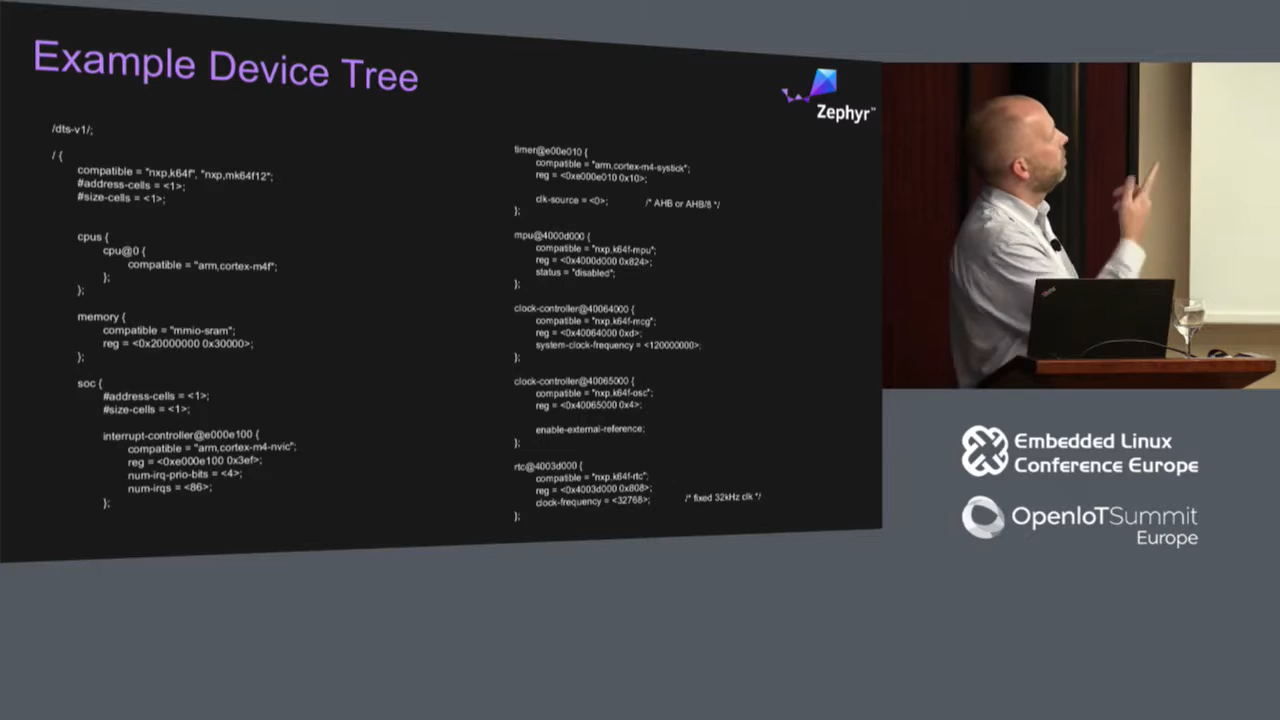 Example Device Tree
Zephyr™
/dts-v1/;
/ {
compatible = "nxp,k64f", "nxp,mk64f12";
#address-cells = <1>;
#size-cells = <1>;
cpus {
cpu@0 {
compatible = "arm,cortex-m4f";
};
};
memory {
compatible = "mmio-sram";
reg = <0x20000000 0x30000>;
};
soc {
#address-cells = <1>;
#size-cells = <1>;
interrupt-controller@e000e100 {
compatible = "arm,cortex-m4-nvic";
reg = <0xe000e100 0x3ef>;
num-irq-prio-bits = <4>;
num-irqs = <86>;
};
timer@e00e010 {
compatible = "arm,cortex-m4-systick";
reg = <0xe000e010 0x10>;
clk-source = <0>; /* AHB or AHB/8 */
};
mpu@4000d000 {
compatible = "nxp,k64f-mpu";
reg = <0x4000d000 0x824>;
status = "disabled";
};
clock-controller@40064000 {
compatible = "nxp,k64f-mcg";
reg = <0x40064000 0xd>;
system-clock-frequency = <120000000>;
};
clock-controller@40065000 {
compatible = "nxp,k64f-osc";
reg = <0x40065000 0x4>;
enable-external-reference;
};
rtc@4003d000 {
compatible = "nxp,k64f-rtc";
reg = <0x4003d000 0x808>;
clock-frequency = <32768>; /* fixed 32kHz clk */
};
Embedded Linux
Conference Europe
OpenIoTSummit
Europe